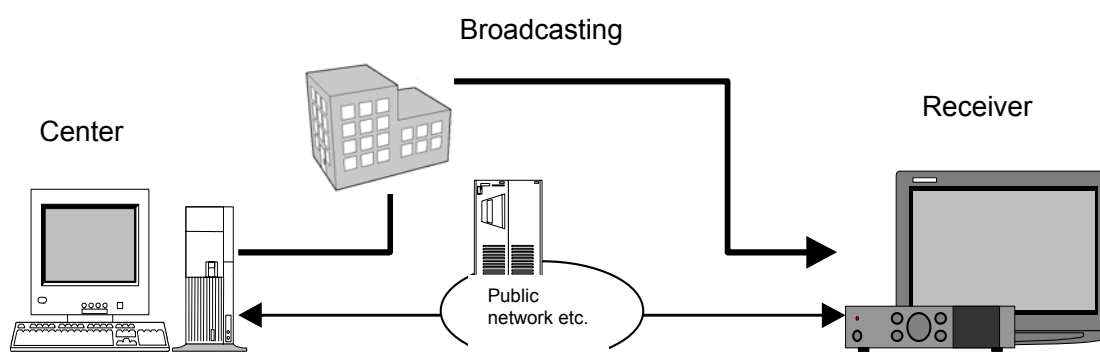 Broadcasting
Center
Receiver
Public
network etc.